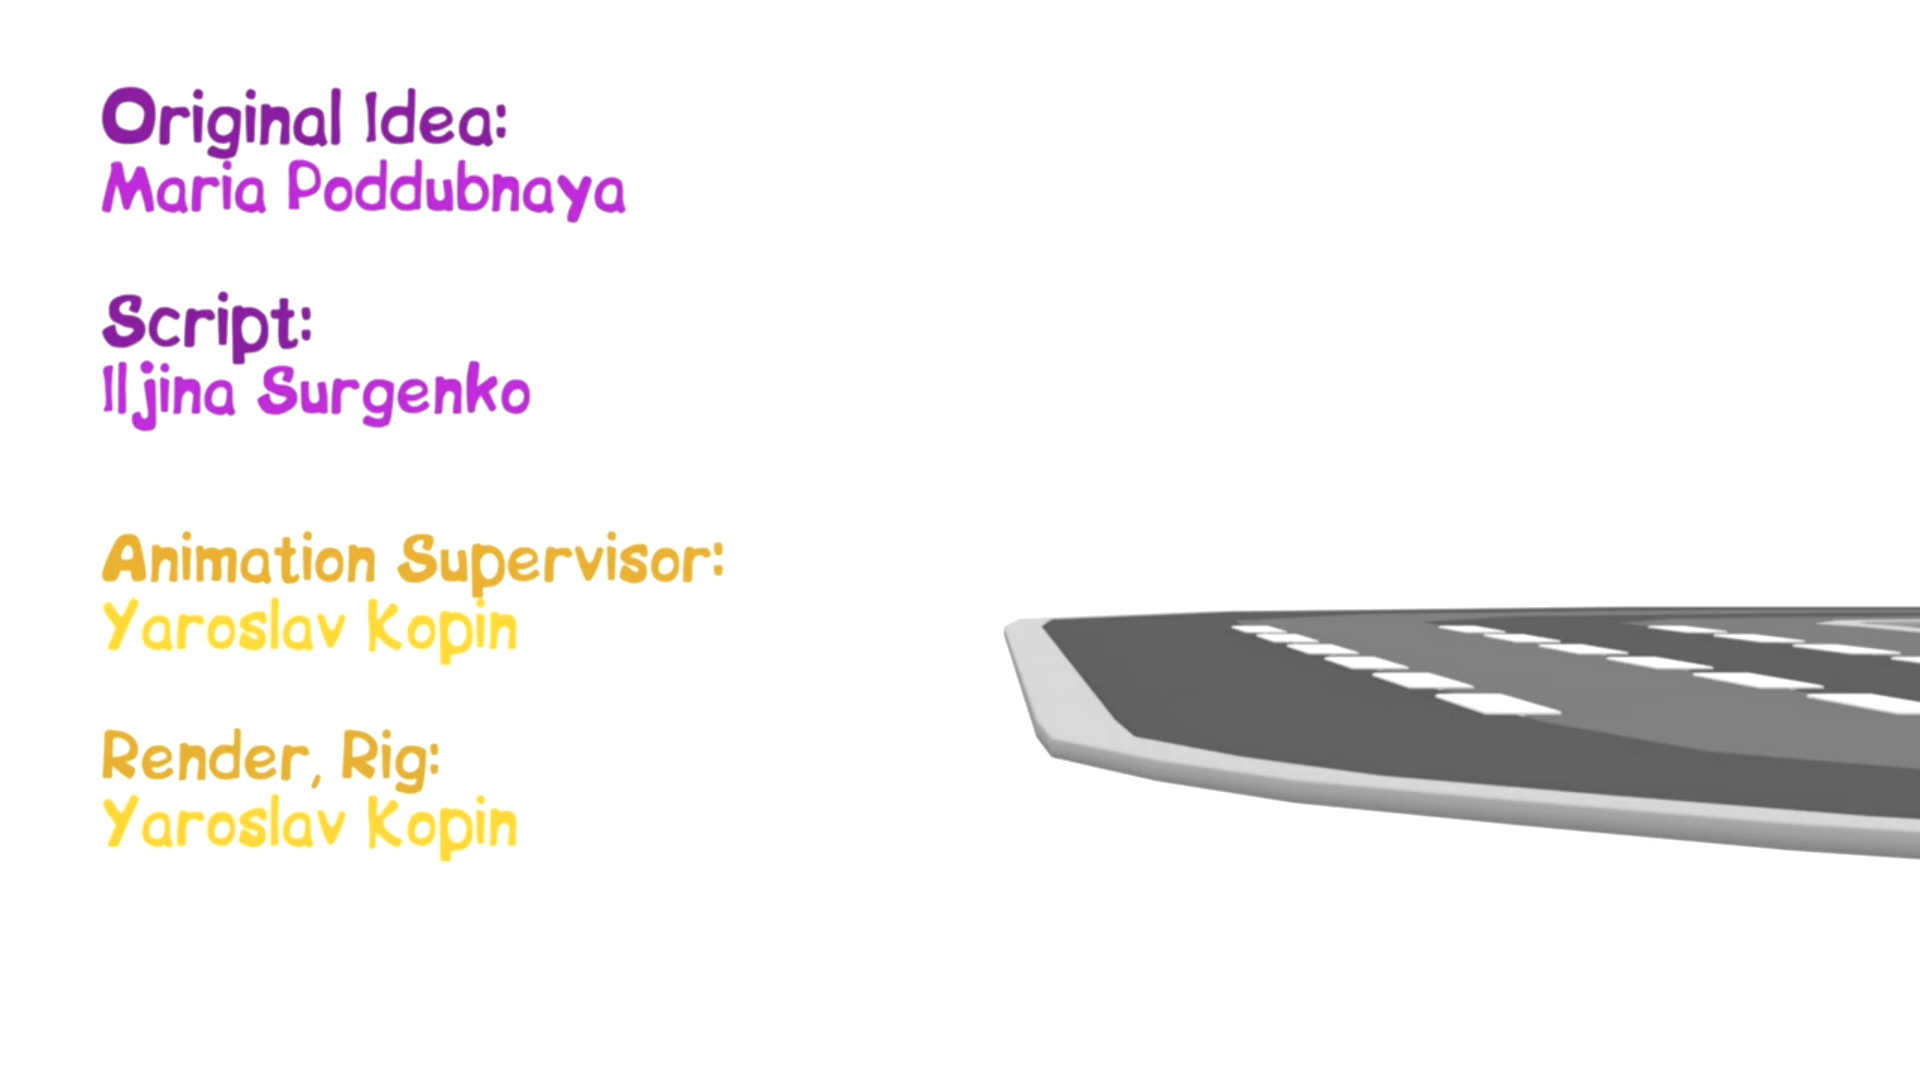 Original Idea:
Maria Poddubnaya
Script:
Iljina Surgenko
Animation Supervisor:
Yaroslav Kopin
Render, Rig:
Yaroslav Kopin